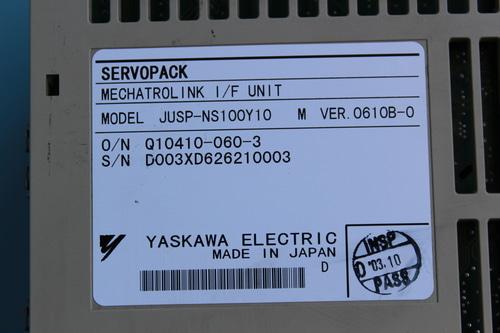 SERVOPACK
MECHATROLINK I/F UNIT
MODEL JUSP-NS100Y10 M VER.0610B-0
O/N Q10410-060-3
S/N D003XD626210003
YASKAWA ELECTRIC
MADE IN JAPAN
D
INSP
D '03.10
PASS